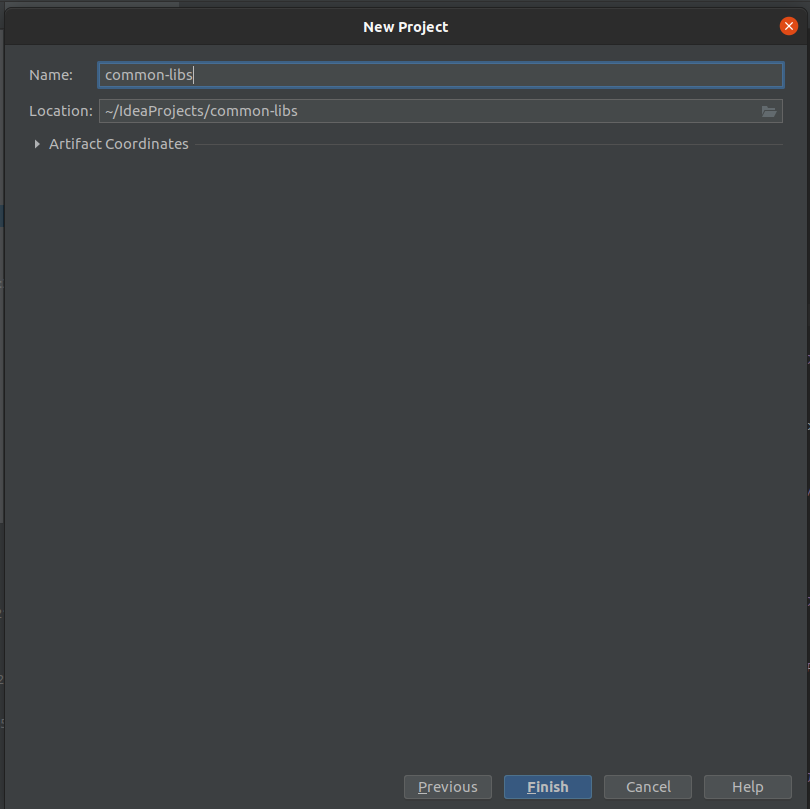 New Project
Name: common-libs
Location: ~/IdeaProjects/common-libs
Artifact Coordinates
Previous Finish Cancel Help